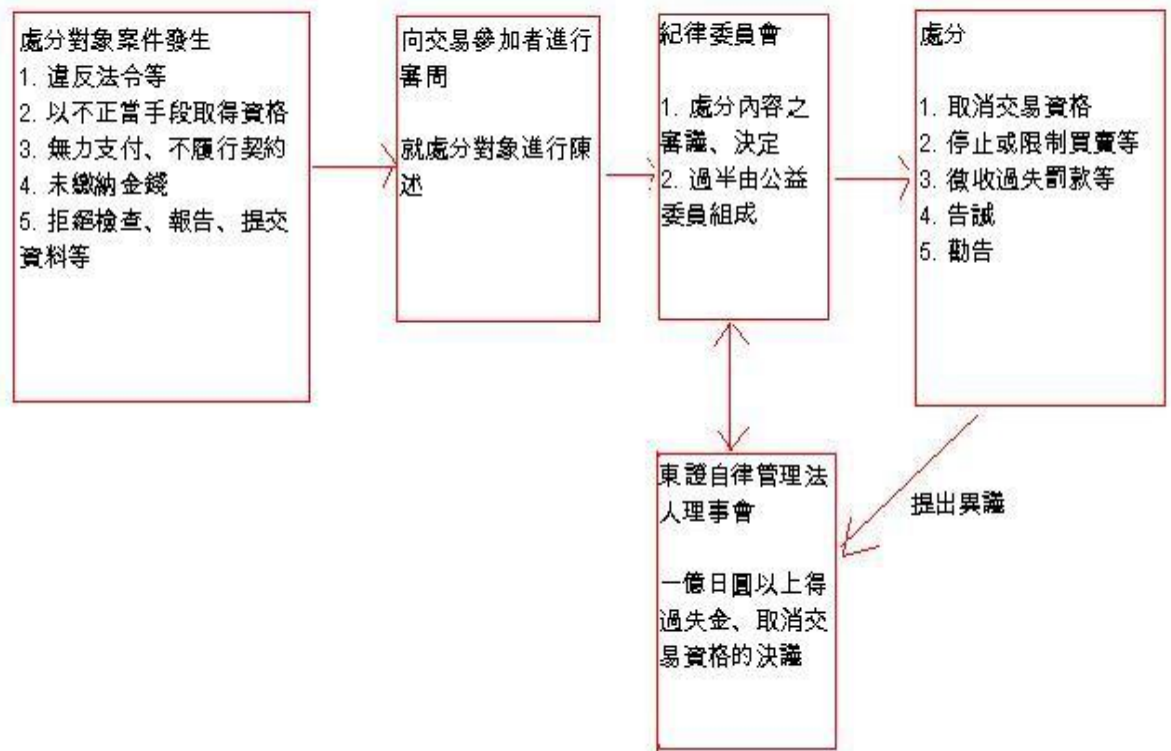 處分對象案件發生
1. 違反法令等
2. 以不正當手段取得資格
3. 無力支付、不履行契約
4. 未繳納金錢
5. 拒絕檢查、報告、提交
資料等
向交易參加者進行
審問
就處分對象進行陳
述
紀律委員會
1. 處分內容之
審議、決定
2. 過半由公益
委員組成
處分
1. 取消交易資格
2. 停止或限制買賣等
3. 徵收過失罰款等
4. 告誡
5. 勸告
東證自律管理法
人理事會
一億日圓以上得
過失金、取消交
易資格的決議
提出異議